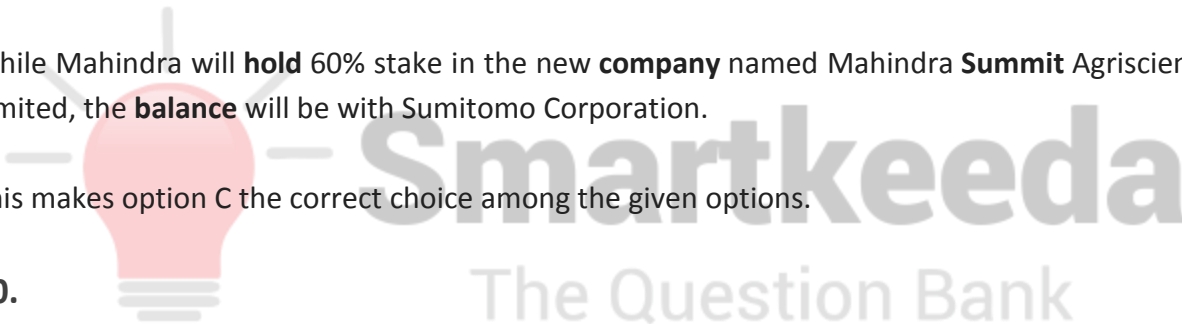 hile Mahindra will hold 60% stake in the new company named Mahindra Summit Agriscien
mited, the balance will be with Sumitomo Corporation.
Smartkeeda
his makes option C the correct choice among the given options.
The Question Bank
0.